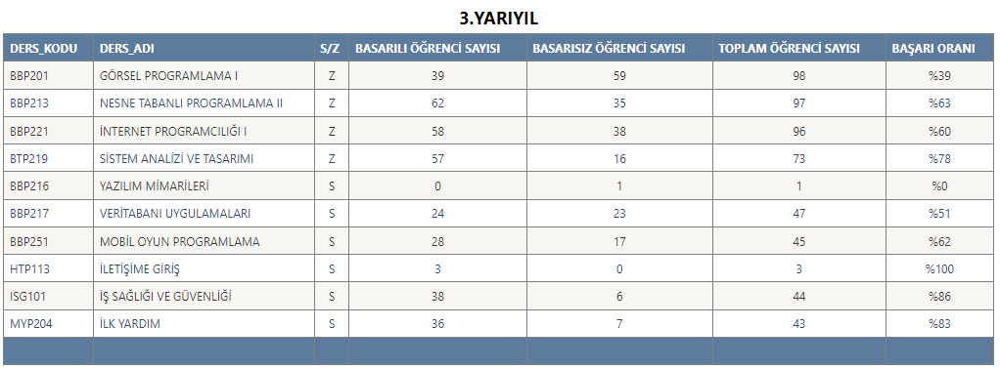 3.YARIYIL
DERS_KODU DERS_ADI S/Z BASARILI ÖĞRENCİ SAYISI BASARISIZ ÖĞRENCİ SAYISI TOPLAM ÖĞRENCİ SAYISI BAŞARI ORANI
BBP201 GÖRSEL PROGRAMLAMA I Z 39 59 98 %39
BBP213 NESNE TABANLI PROGRAMLAMA II Z 62 35 97 %63
BBP221 İNTERNET PROGRAMCILIĞI I Z 58 38 96 %60
BTP219 SİSTEM ANALİZİ VE TASARIMI Z 57 16 73 %78
BBP216 YAZILIM MİMARİLERİ S 0 1 1 %0
BBP217 VERİTABANI UYGULAMALARI S 24 23 47 %51
BBP251 MOBİL OYUN PROGRAMLAMA S 28 17 45 %62
HTP113 İLETİŞİME GİRİŞ S 3 0 3 %100
ISG101 İŞ SAĞLIĞI VE GÜVENLİĞİ S 38 6 44 %86
MYP204 İLK YARDIM S 36 7 43 %83